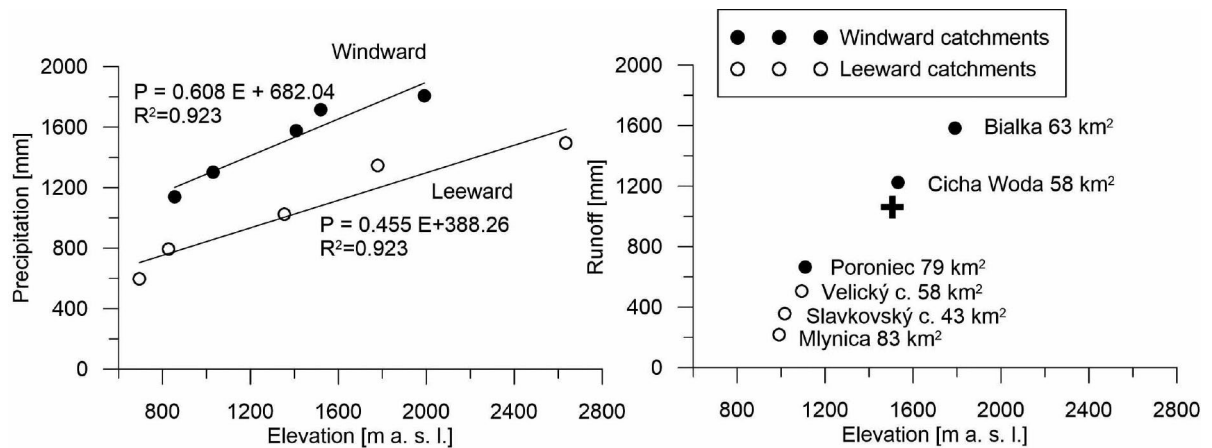 Windward
2000
P = 0.608 E + 682.04
R²=0.923
1600
1200
Leeward
800
P = 0.455 E+388.26
R²=0.923
400
0
Precipitation [mm]
800
1200
1600
2000
2400
2800
Elevation [m a. s. l.]
Windward catchments
Leeward catchments
2000
1600
1200
800
400
0
Runoff [mm]
Bialka 63 km²
Cicha Woda 58 km²
Poroniec 79 km²
Velický c. 58 km²
Slavkovský c. 43 km²
Mlynica 83 km²
800
1200
1600
2000
2400
2800
Elevation [m a. s. l.]